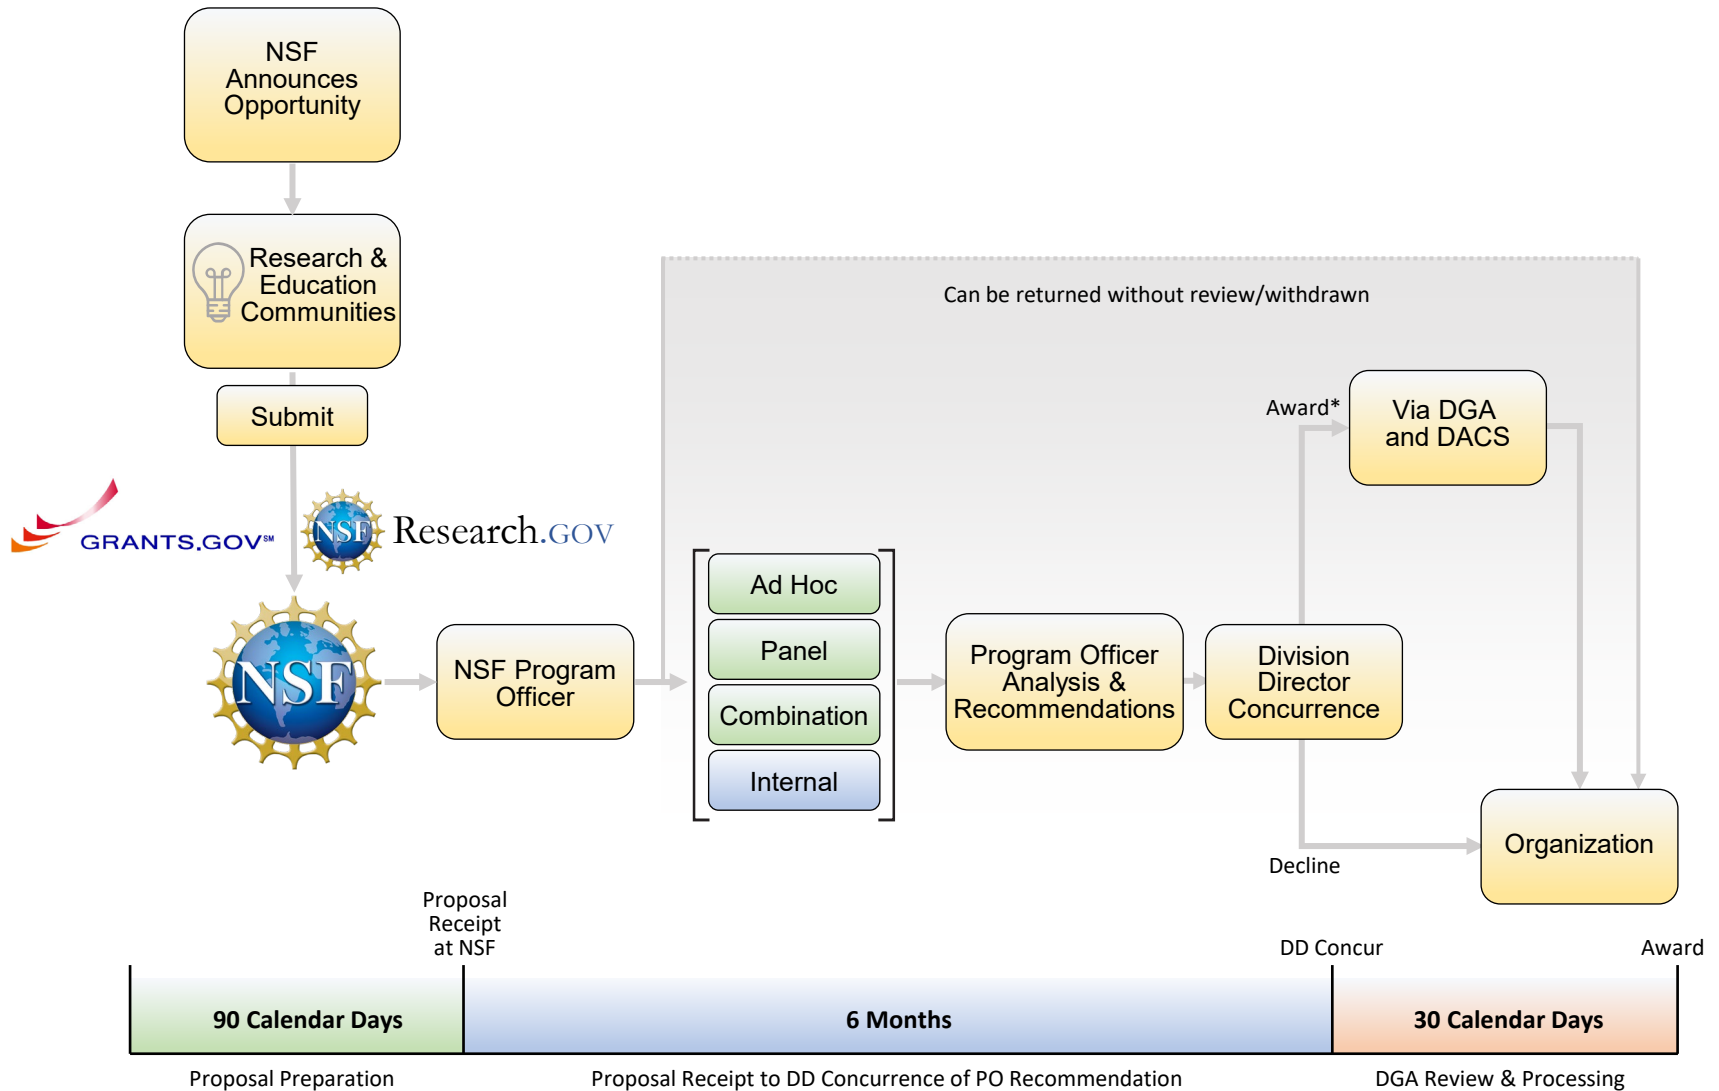 NSF
Announces
Opportunity
Research &
Education
Communities
Submit
GRANTS.GOV℠
NSF
Research.GOV
NSF
NSF Program
Officer
Can be returned without review/withdrawn
Ad Hoc
Panel
Combination
Internal
Program Officer
Analysis &
Recommendations
Division
Director
Concurrence
Award*
Via DGA
and DACS
Decline
Organization
Proposal
Receipt
at NSF
DD Concur
Award
90 Calendar Days
6 Months
30 Calendar Days
Proposal Preparation
Proposal Receipt to DD Concurrence of PO Recommendation
DGA Review & Processing